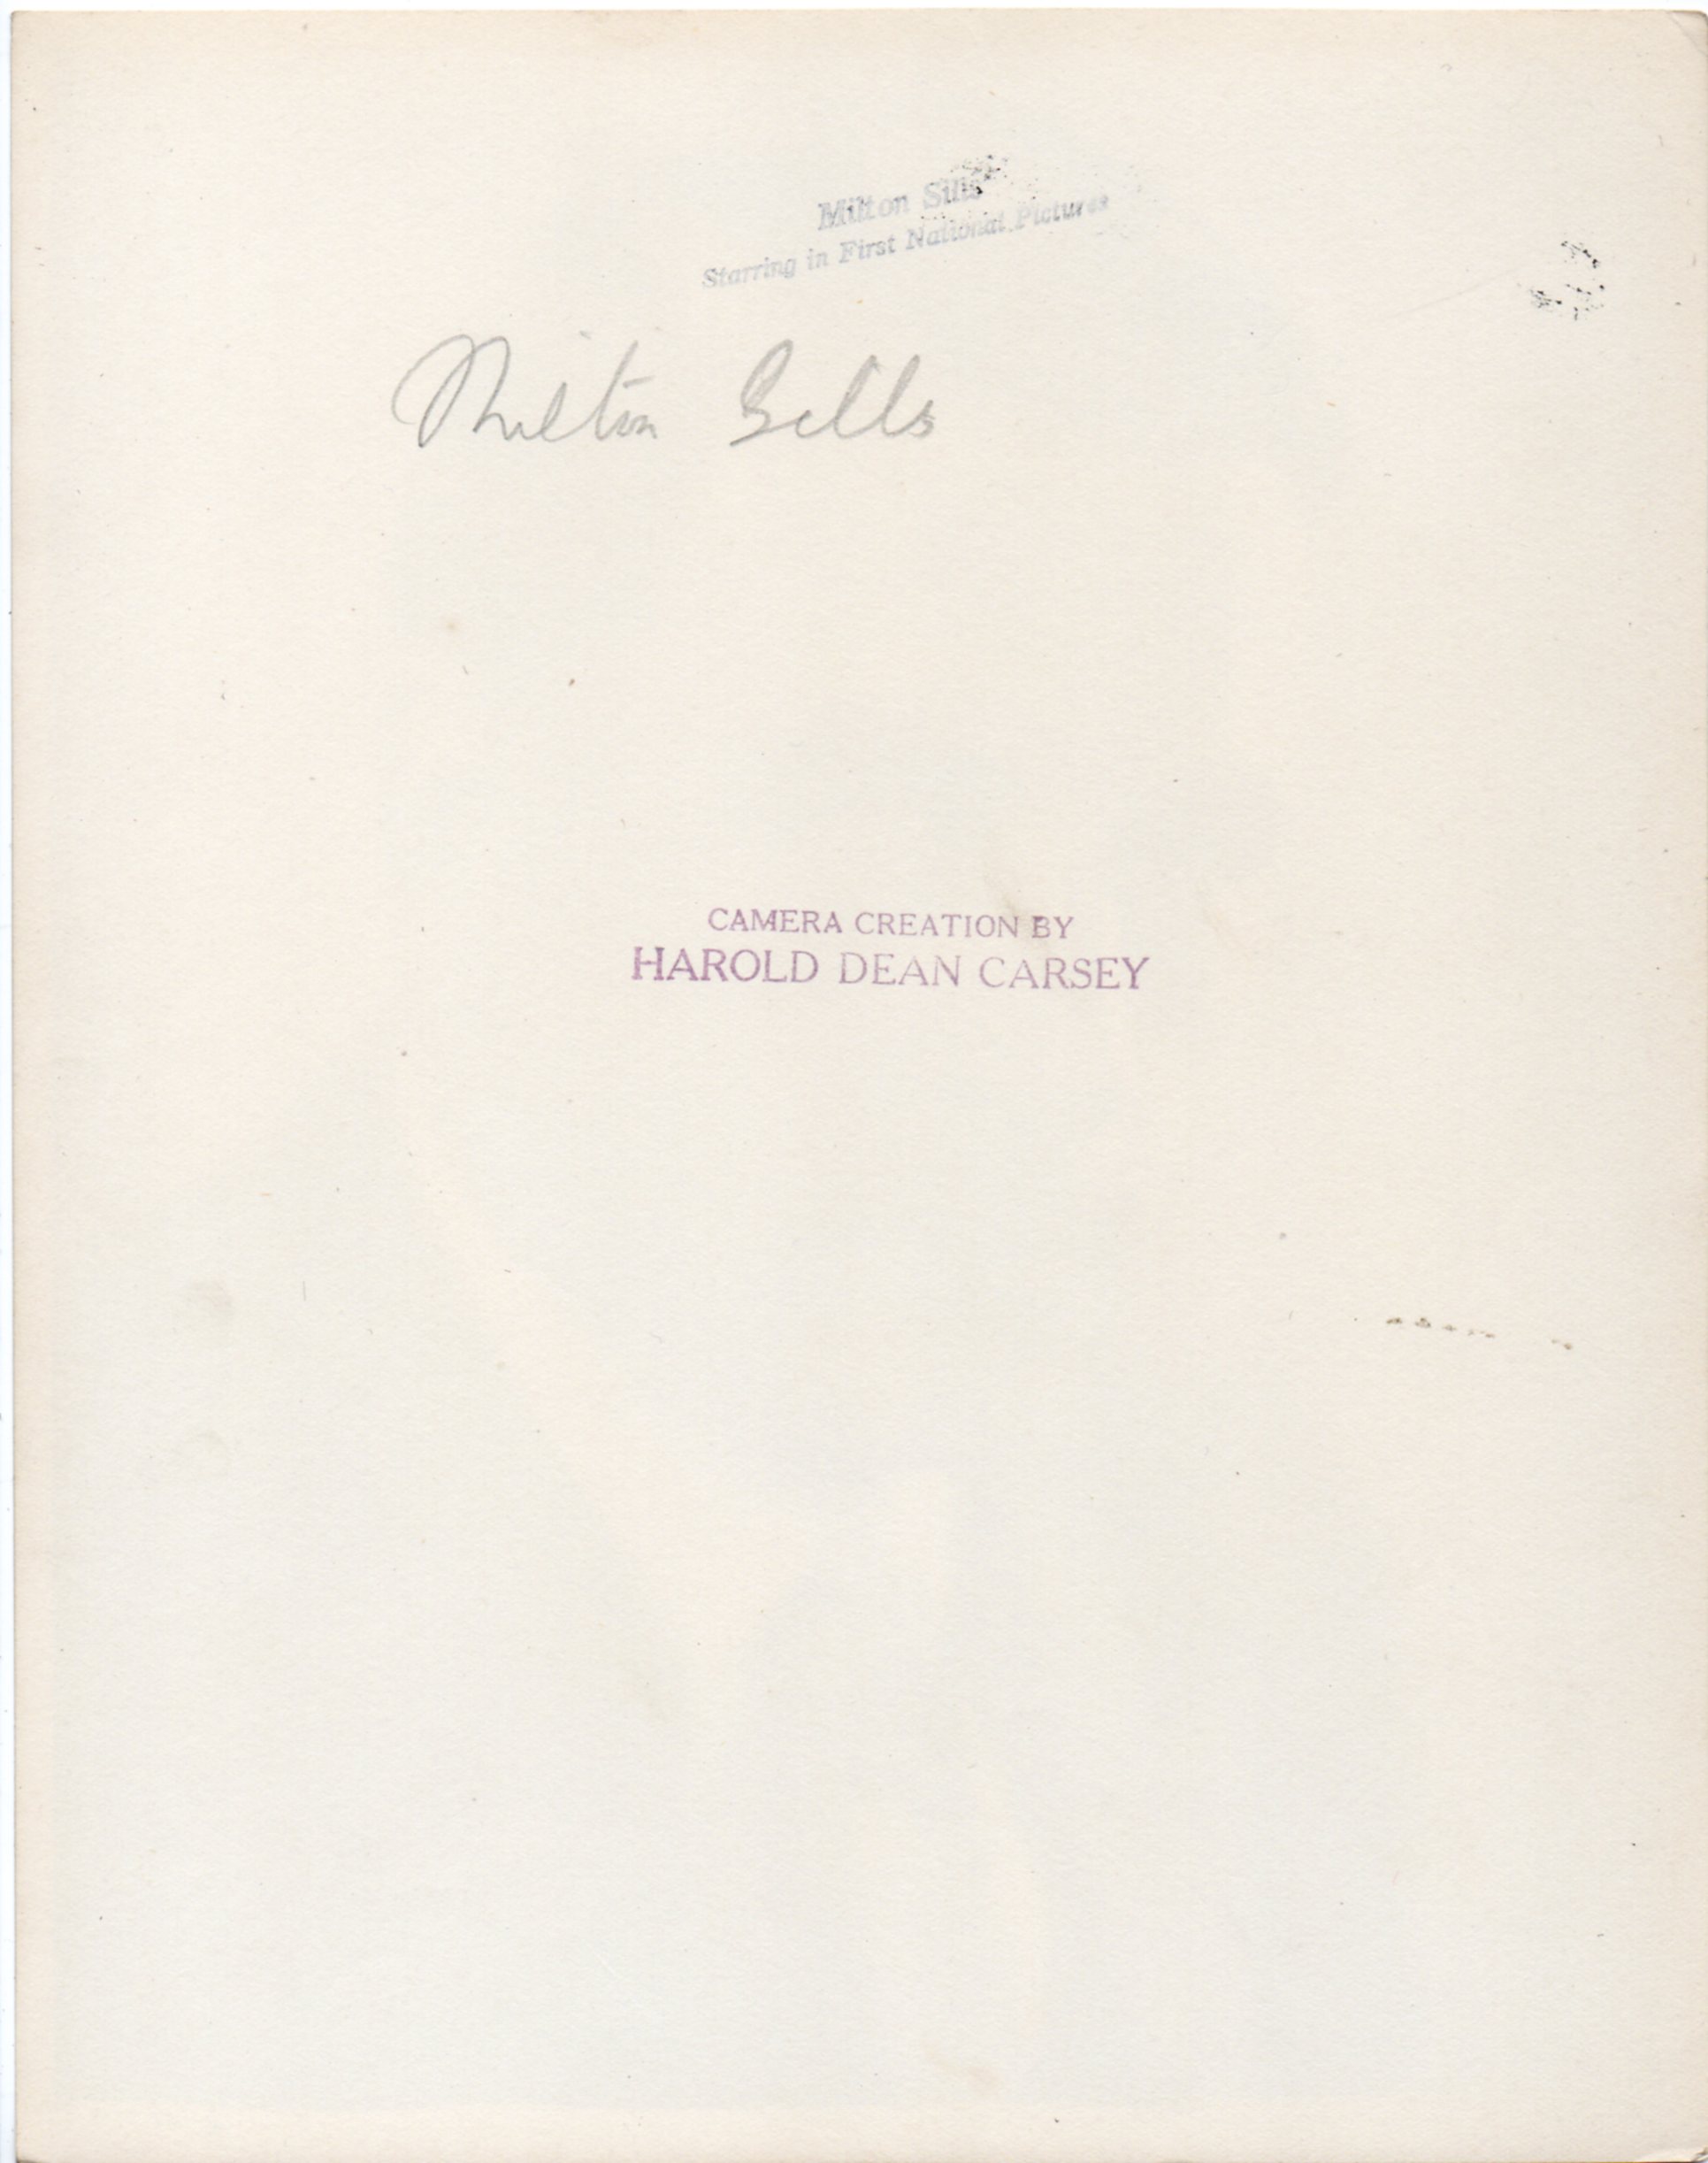 Milton Sills
Starring in First National Pictures
Milton Sills
CAMERA CREATION BY
HAROLD DEAN CARSEY